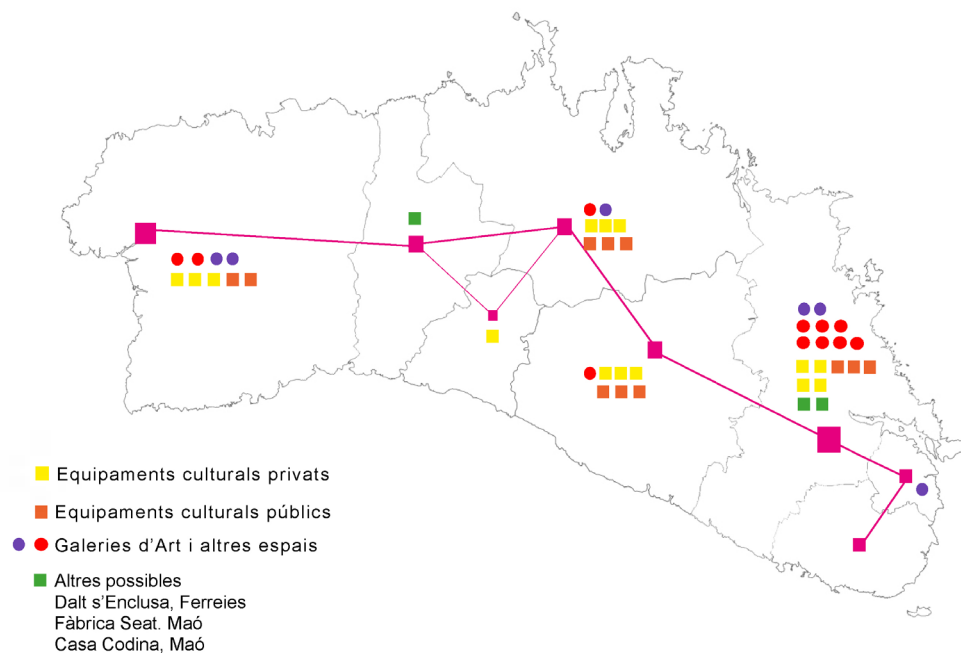 Equipaments culturals privats
Equipaments culturals públics
Galeries d'Art i altres espais
Altres possibles
Dalt s'Enclusa, Ferreies
Fàbrica Seat. Maó
Casa Codina, Maó